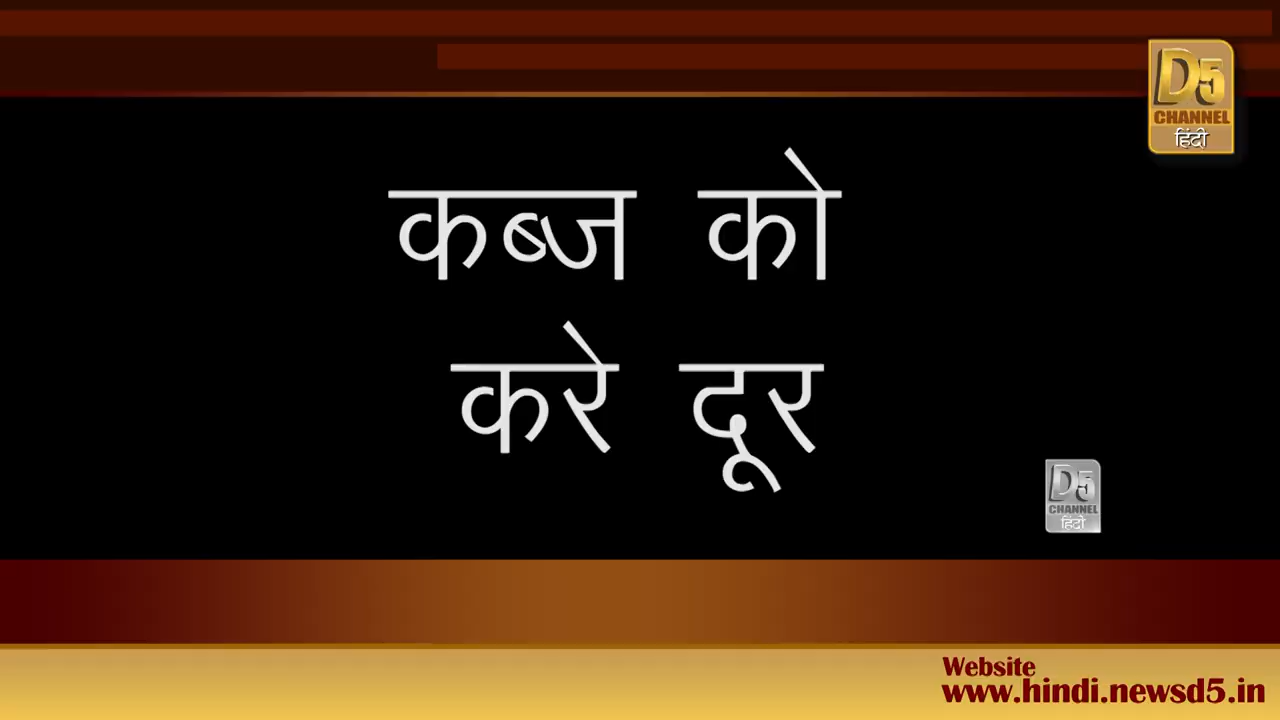 D5
CHANNEL
हिंदी
कब्ज को
करे दूर
D5
CHANNEL
हिंदी
Website
www.hindi.newsd5.in